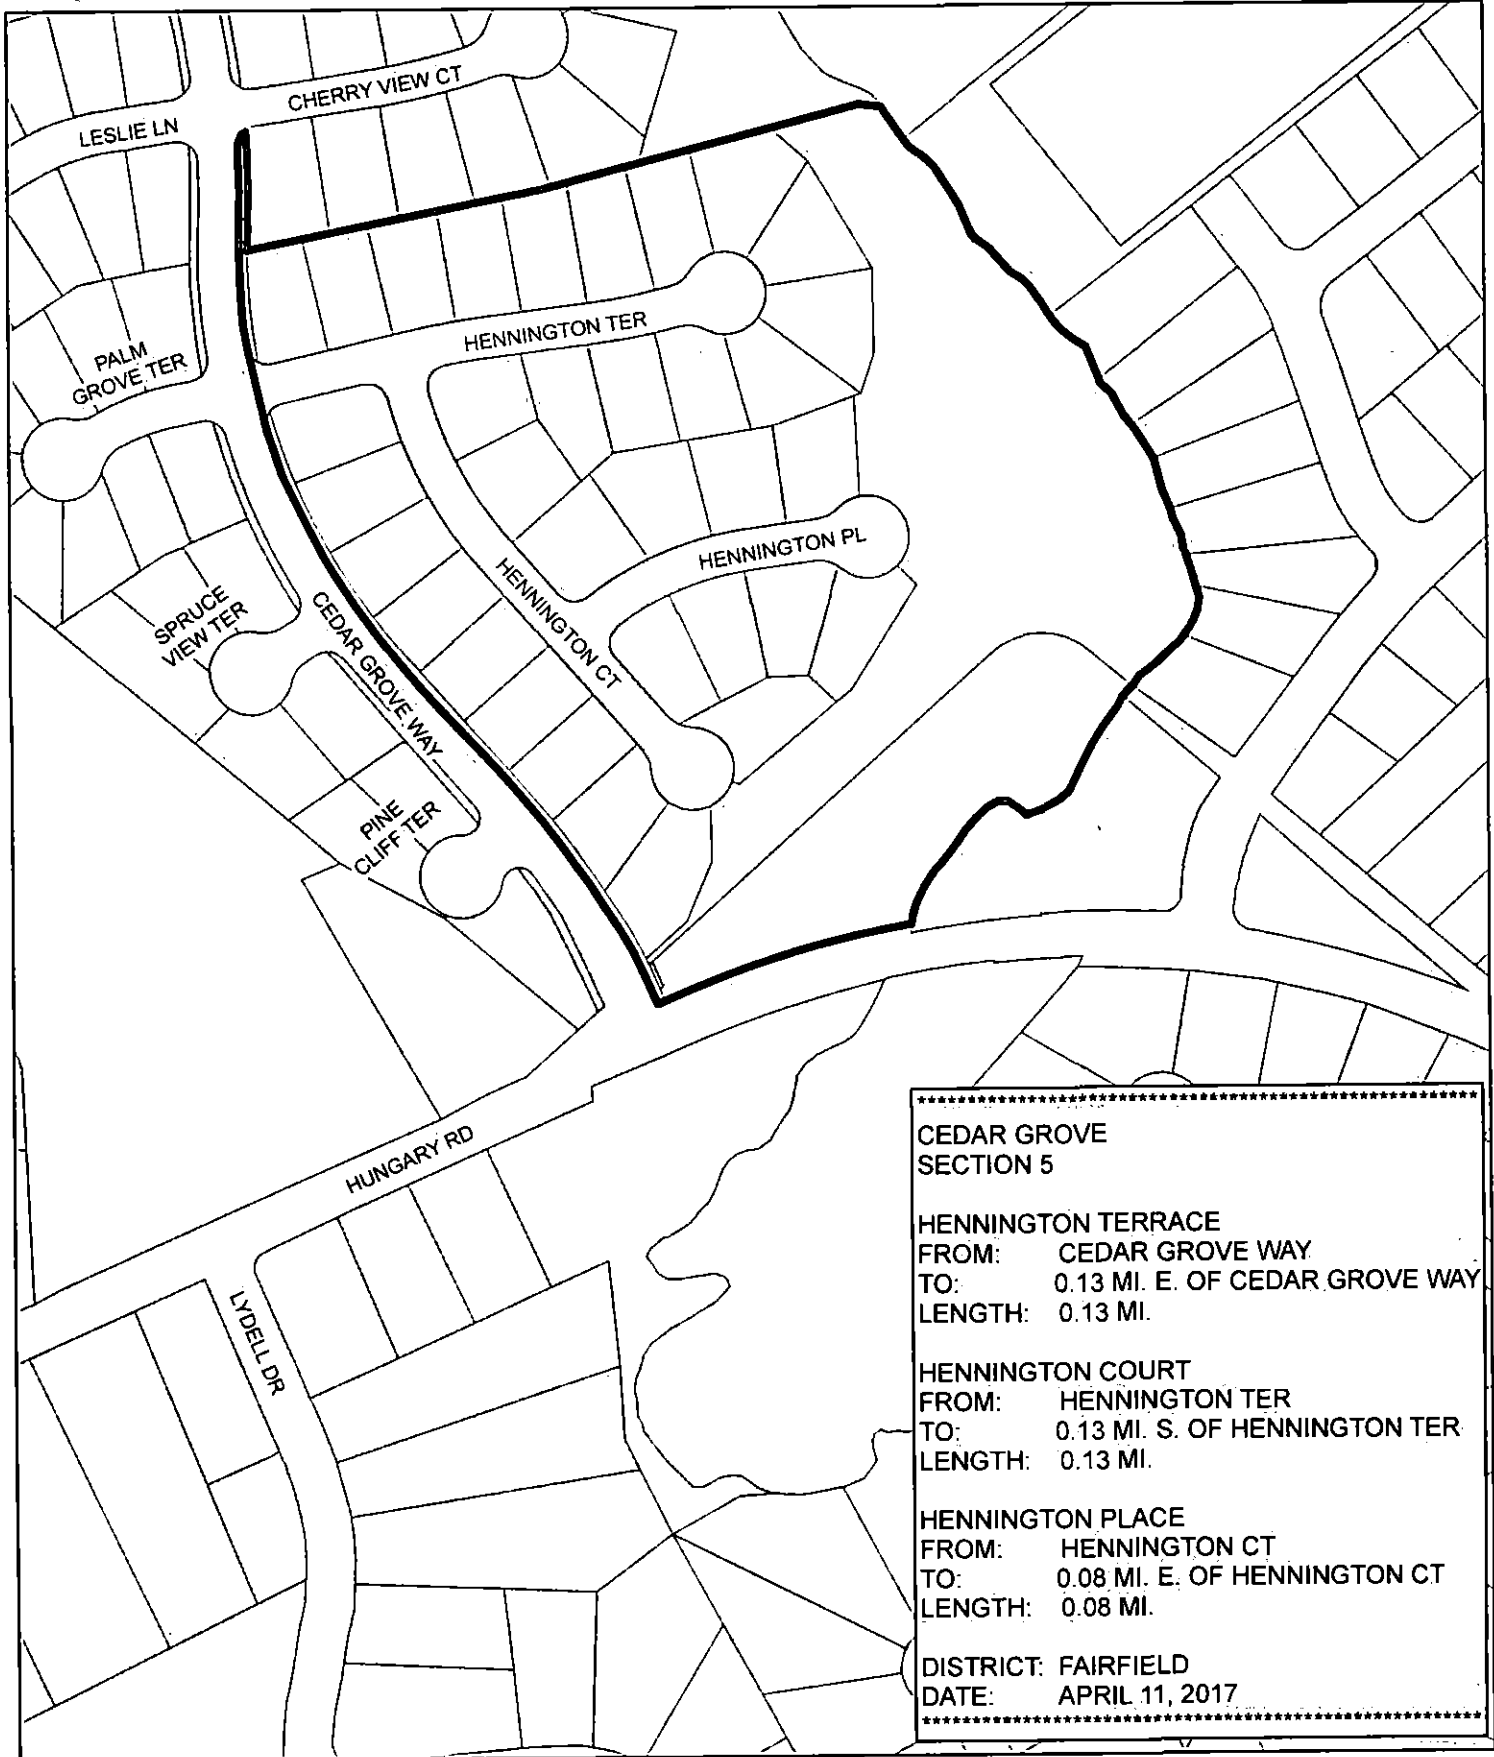 CHERRY VIEW CT
LESLIE LN
HENNINGTON TER
PALM
GROVE TER
HENNINGTON PL
HENNINGTON CT
SPRUCE
VIEW TER
CEDAR GROVE WAY
PINE
CLIFF TER
HUNGARY RD
LYDELL DR
************************************************************
CEDAR GROVE
SECTION 5
HENNINGTON TERRACE
FROM: CEDAR GROVE WAY
TO: 0.13 MI. E. OF CEDAR GROVE WAY
LENGTH: 0.13 MI.
HENNINGTON COURT
FROM: HENNINGTON TER
TO: 0.13 MI. S. OF HENNINGTON TER
LENGTH: 0.13 MI.
HENNINGTON PLACE
FROM: HENNINGTON CT
TO: 0.08 MI. E. OF HENNINGTON CT
LENGTH: 0.08 MI.
DISTRICT: FAIRFIELD
DATE: APRIL 11, 2017
************************************************************